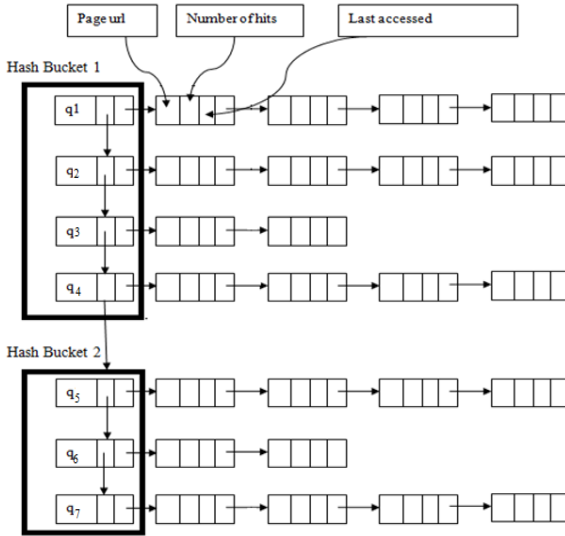 Page url
Number of hits
Last accessed
Hash Bucket 1
q1
q2
q3
q4
Hash Bucket 2
q5
q6
q7